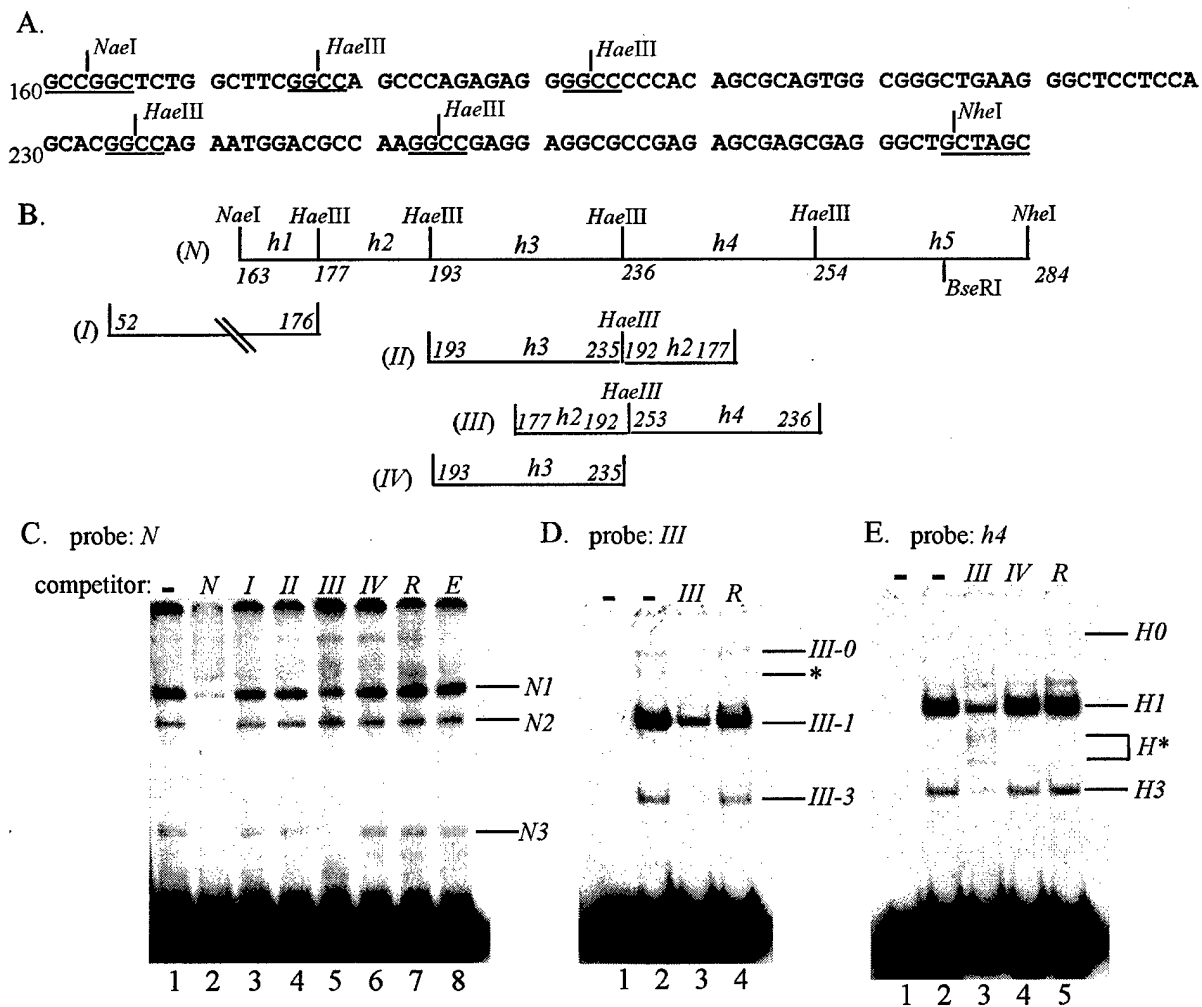 A.
NaeI HaeIII HaeIII
160 GCCGGCTCTG GCTTCGGCCA GCCCAGAGAG GGGCCCCCAC AGCGCAGTGG CGGGCTGAAG GGCTCCTCCA
HaeIII HaeIII NheI
230 GCACGGCCAG AATGGACGCC AAGGCCGAGG AGGCGCCGAG AGCGAGCGAG GGCTGCTAGC
B.
NaeI HaeIII HaeIII HaeIII HaeIII NheI
(N) h1 h2 h3 h4 h5
163 177 193 236 254 BseRI 284
(I) 52 176
HaeIII
(II) 193 h3 235 192 h2 177
HaeIII
(III) 177 h2 192 253 h4 236
(IV) 193 h3 235
C. probe: N
competitor: - N I II III IV R E
N1
N2
N3
1 2 3 4 5 6 7 8
D. probe: III
- - III R
III-0
*
III-1
III-3
1 2 3 4
E. probe: h4
- - III IV R
H0
H1
H*
H3
1 2 3 4 5